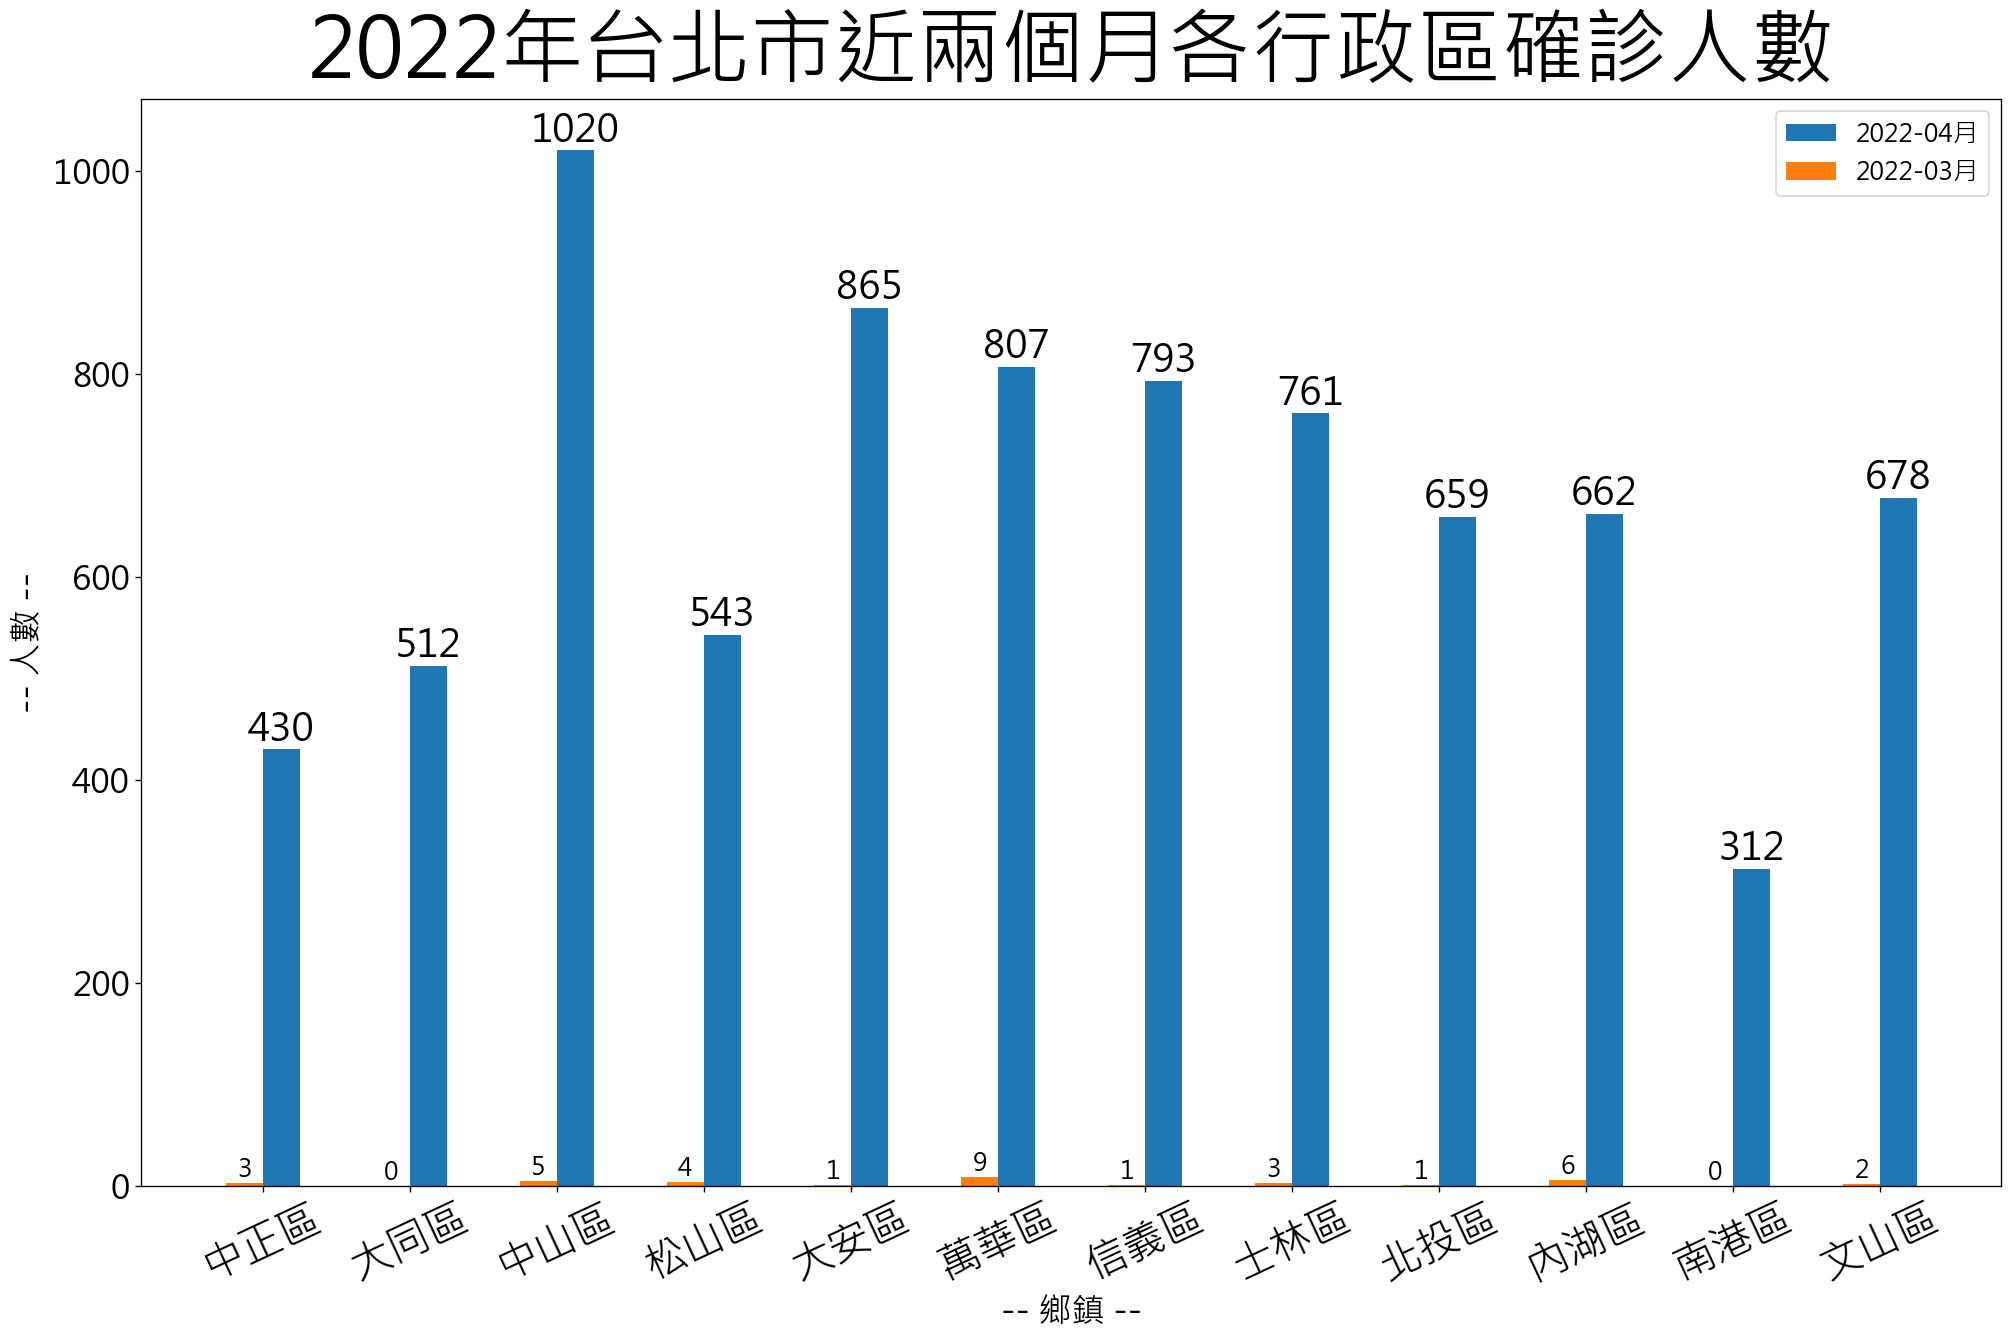 2022年台北市近兩個月各行政區確診人數
2022-04月
2022-03月
-- 人數 --
1000
800
600
400
200
0
3
430
0
512
5
1020
4
543
1
865
9
807
1
793
3
761
1
659
6
662
0
312
2
678
中正區
大同區
中山區
松山區
大安區
萬華區
信義區
士林區
北投區
內湖區
南港區
文山區
-- 鄉鎮 --